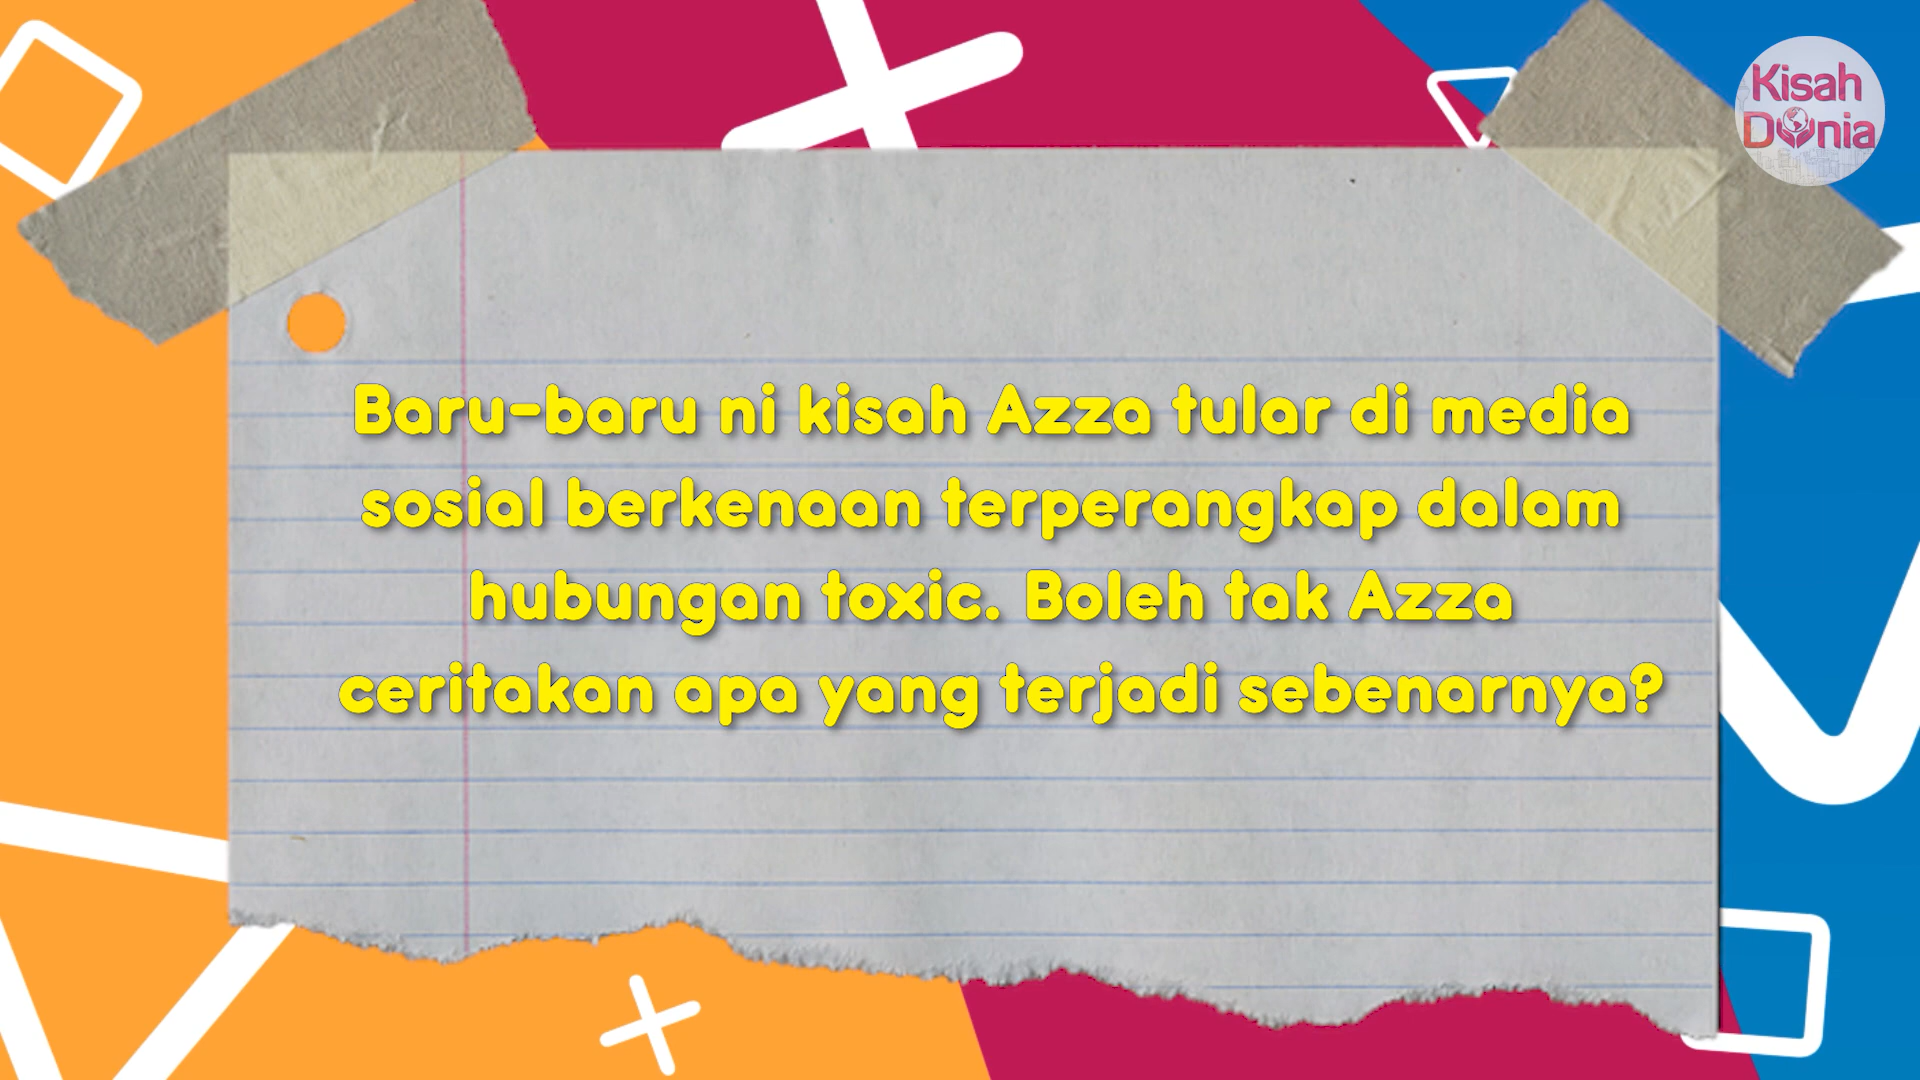 Kisah
Dunia
Baru-baru ni kisah Azza tular di media
sosial berkenaan terperangkap dalam
hubungan toxic. Boleh tak Azza
ceritakan apa yang terjadi sebenarnya?